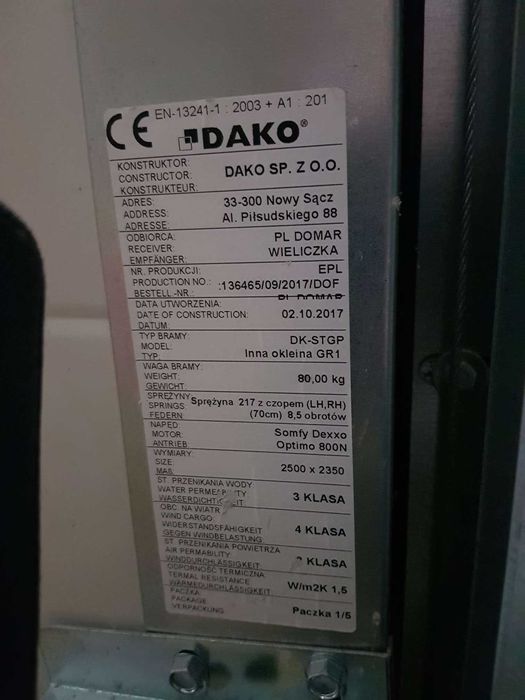 CE EN-13241-1 : 2003 + A1 : 201
DAKO®
KONSTRUKTOR:
CONSTRUCTOR: DAKO SP. Z O.O.
KONSTRUKTEUR:
ADRES: 33-300 Nowy Sącz
ADDRESS: Al. Piłsudskiego 88
ADRESSE:
ODBIORCA: PL DOMAR
RECEIVER: WIELICZKA
EMPFÄNGER:
NR. PRODUKCJI: EPL
PRODUCTION NO.: :136465/09/2017/DOF
BESTELL.-NR.: PL DOMAR
DATA UTWORZENIA:
DATE OF CONSTRUCTION: 02.10.2017
DATUM:
TYP BRAMY: DK-STGP
MODEL: Inna okleina GR1
TYP:
WAGA BRAMY:
WEIGHT: 80,00 kg
GEWICHT:
SPRĘŻYNY
SPRINGS Sprężyna 217 z czopem (LH,RH)
FEDERN (70cm) 8,5 obrotów
NAPĘD:
MOTOR: Somfy Dexxo
ANTRIEB: Optimo 800N
WYMIARY:
SIZE: 2500 x 2350
MAß:
ST. PRZENIKANIA WODY
WATER 3 KLASA
OBC. NA WIATR
WIND CARGO: 4 KLASA
WIDERSTANDSFÄHIGKEIT
GEGEN WINDBELASTUNG
ST. PRZENIKANIA POWIETRZA
AIR PERMABILITY: KLASA
WINDDURCHLÄSSIGKEIT
ODPORNOŚĆ TERMICZNA
TERMAL RESISTANCE W/m2K 1,5
WÄRMEDURCHLÄSSIGKEIT
PACZKA
PACKAGE Paczka 1/5
VERPACKUNG